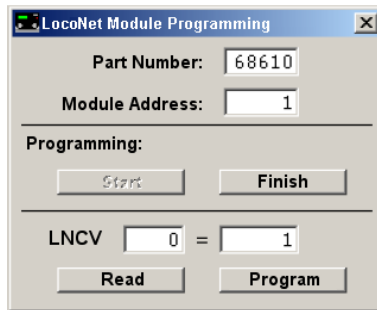 LocoNet Module Programming
Part Number: 68610
Module Address: 1
Programming:
Start Finish
LNCV 0 = 1
Read Program